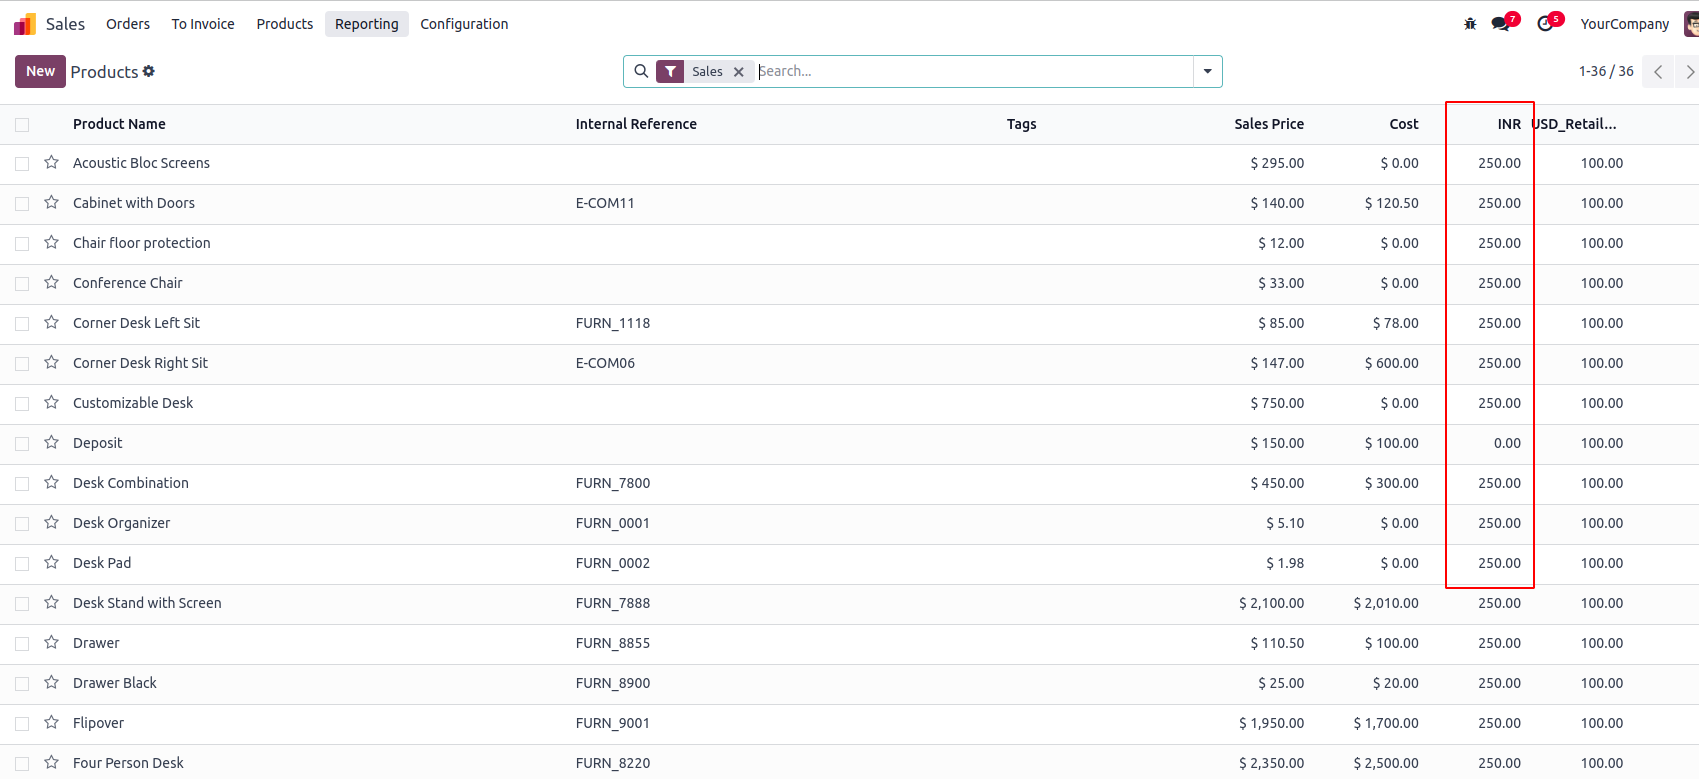 Sales Orders To Invoice Products Reporting Configuration 7 5 YourCompany
New Products Sales Search... 1-36 / 36
Product Name Internal Reference Tags Sales Price Cost INR USD_Retail...
Acoustic Bloc Screens $ 295.00 $ 0.00 250.00 100.00
Cabinet with Doors E-COM11 $ 140.00 $ 120.50 250.00 100.00
Chair floor protection $ 12.00 $ 0.00 250.00 100.00
Conference Chair $ 33.00 $ 0.00 250.00 100.00
Corner Desk Left Sit FURN_1118 $ 85.00 $ 78.00 250.00 100.00
Corner Desk Right Sit E-COM06 $ 147.00 $ 600.00 250.00 100.00
Customizable Desk $ 750.00 $ 0.00 250.00 100.00
Deposit $ 150.00 $ 100.00 0.00 100.00
Desk Combination FURN_7800 $ 450.00 $ 300.00 250.00 100.00
Desk Organizer FURN_0001 $ 5.10 $ 0.00 250.00 100.00
Desk Pad FURN_0002 $ 1.98 $ 0.00 250.00 100.00
Desk Stand with Screen FURN_7888 $ 2,100.00 $ 2,010.00 250.00 100.00
Drawer FURN_8855 $ 110.50 $ 100.00 250.00 100.00
Drawer Black FURN_8900 $ 25.00 $ 20.00 250.00 100.00
Flipover FURN_9001 $ 1,950.00 $ 1,700.00 250.00 100.00
Four Person Desk FURN_8220 $ 2,350.00 $ 2,500.00 250.00 100.00